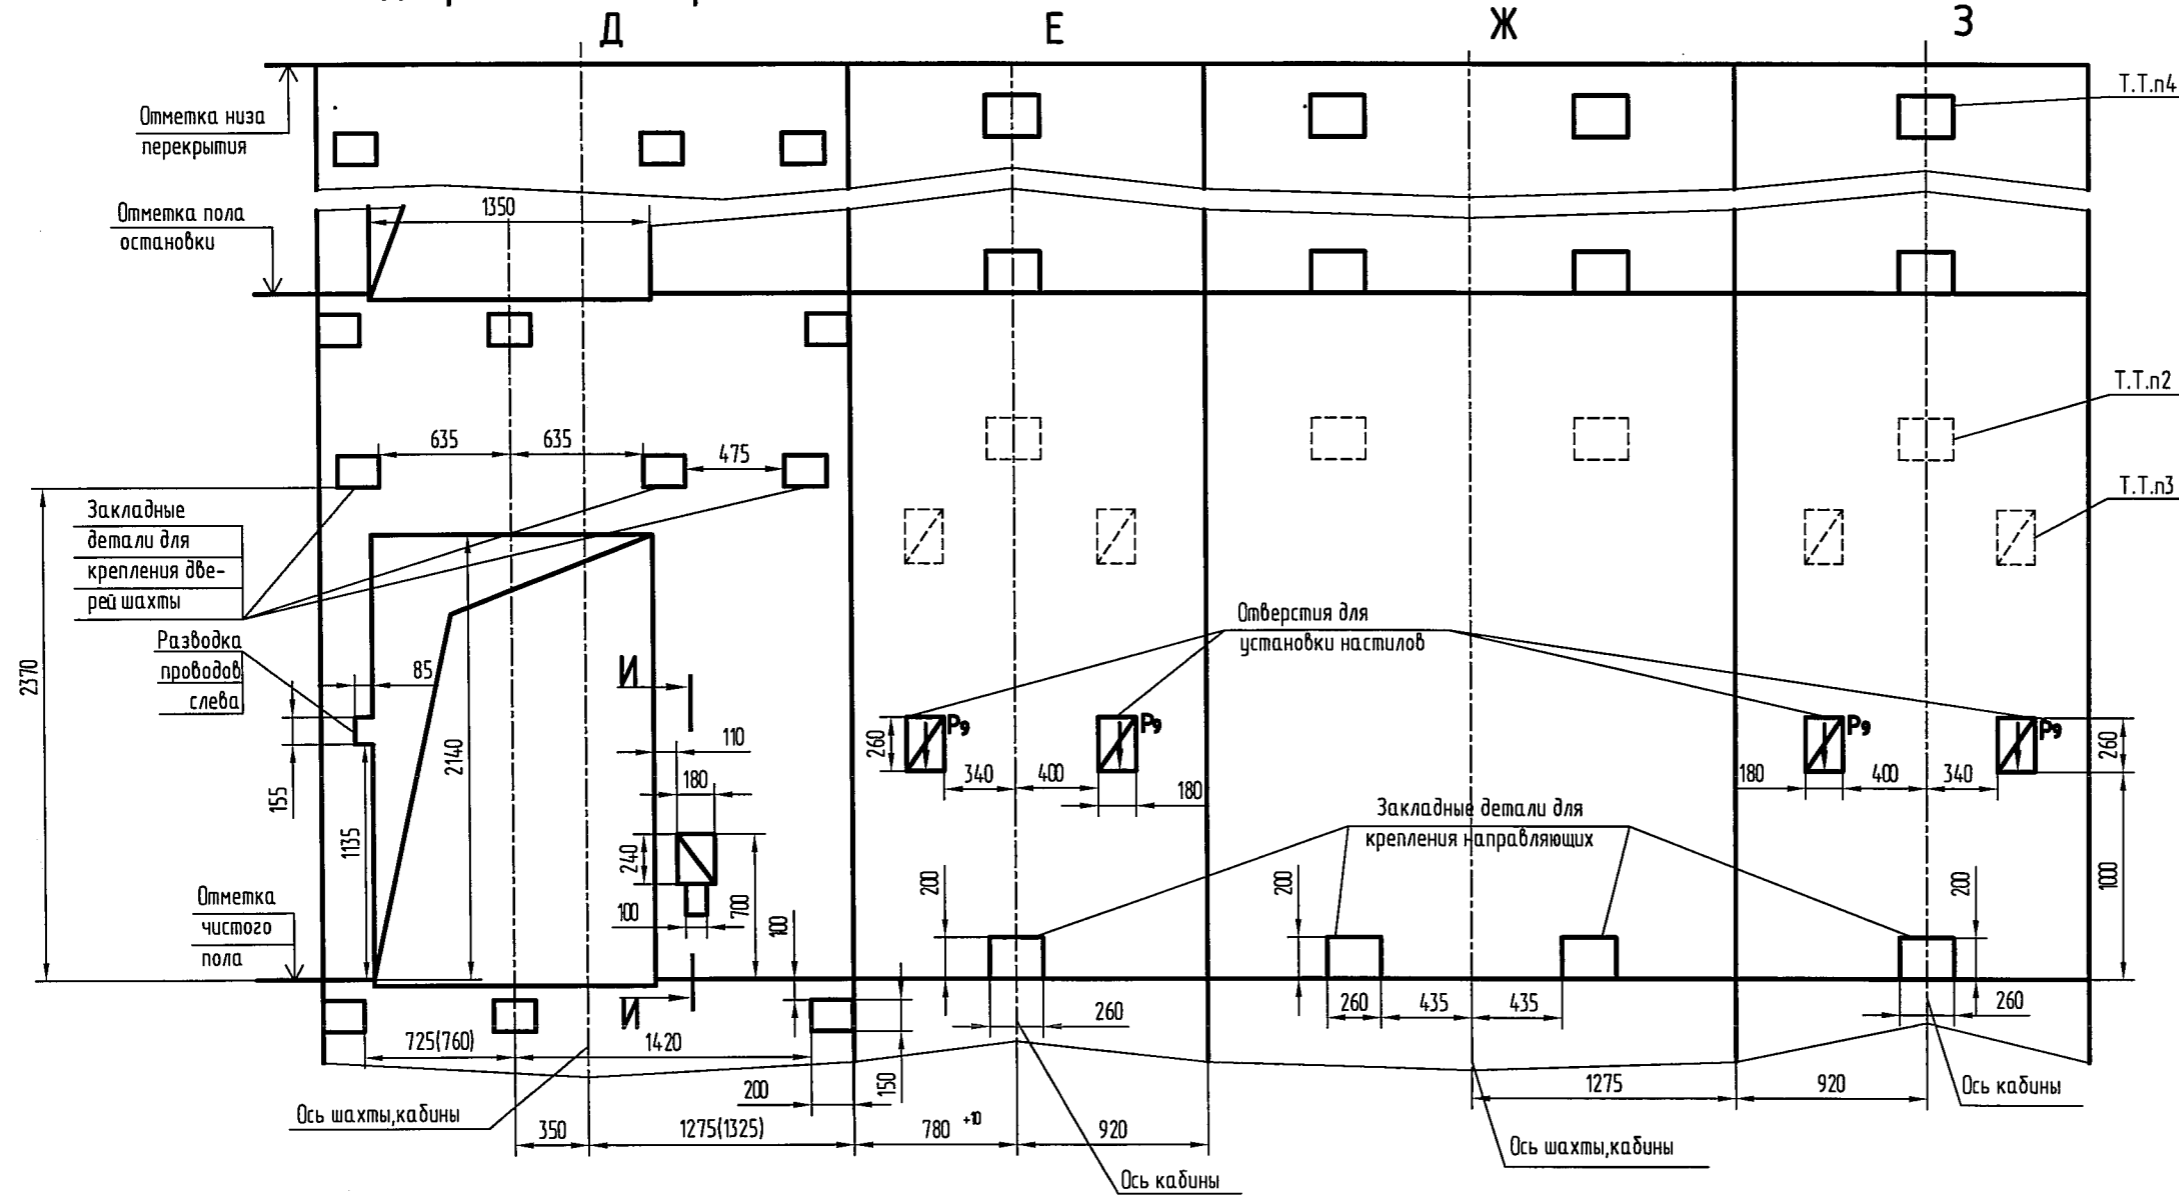 Д Е Ж З
Т.Т.п4
Отметка низа
перекрытия
Отметка пола
остановки
1350
Т.Т.п2
635 635 475
Т.Т.п3
Закладные
детали для
крепления две-
рей шахты
Отверстия для
установки настилов
Разводка
проводов
слева
2370
85
И
155
1135
2140
110
180
240
100
700
100
И
260
P9
P9
340 400
180
P9
P9
260
180 400 340
1000
Закладные детали для
крепления направляющих
Отметка
чистого
пола
200
200
200
260
260 435 435
260
725(760) 1420
200
150
1275 920
Ось кабины
Ось шахты,кабины
350 1275(1325) 780 +10 920
Ось шахты,кабины
Ось кабины